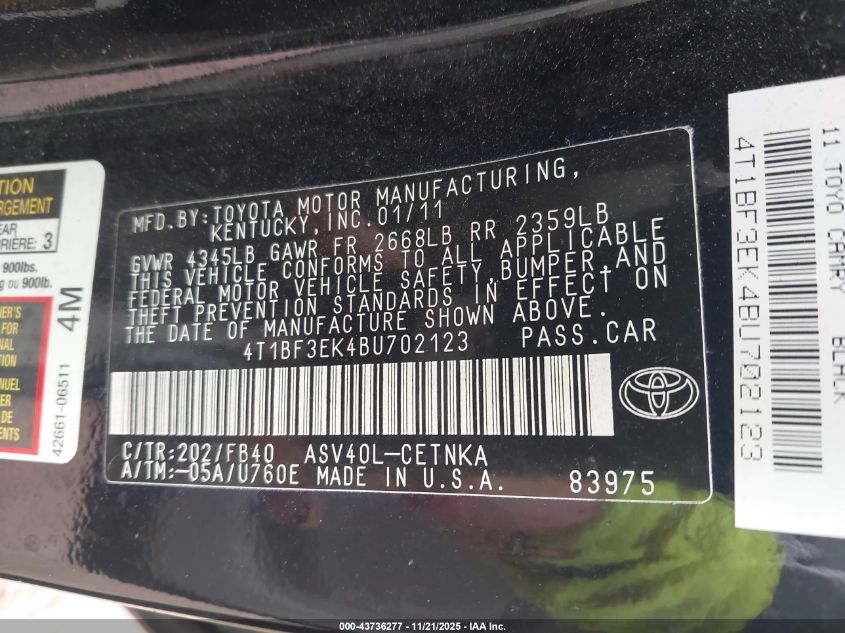 TION
RGEMENT
EAR
RRIÈRE: 3
900lbs.
g ou 900lb.
4M
42661-06511
MFD. BY: TOYOTA MOTOR MANUFACTURING,
KENTUCKY, INC. 01/11
GVWR 4345LB GAWR FR 2668LB RR 2359LB
THIS VEHICLE CONFORMS TO ALL APPLICABLE
FEDERAL MOTOR VEHICLE SAFETY, BUMPER, AND
THEFT PREVENTION STANDARDS IN EFFECT ON
THE DATE OF MANUFACTURE SHOWN ABOVE.
4T1BF3EK4BU702123 PASS.CAR
C/TR:202/FB40 ASV40L-CETNKA
A/TM:-05A/U760E MADE IN U.S.A. 83975
4T1BF3EK4BU702123
11 TOYO CAMRY BLACK
000-43736277 - 11/21/2025 - IAA Inc.